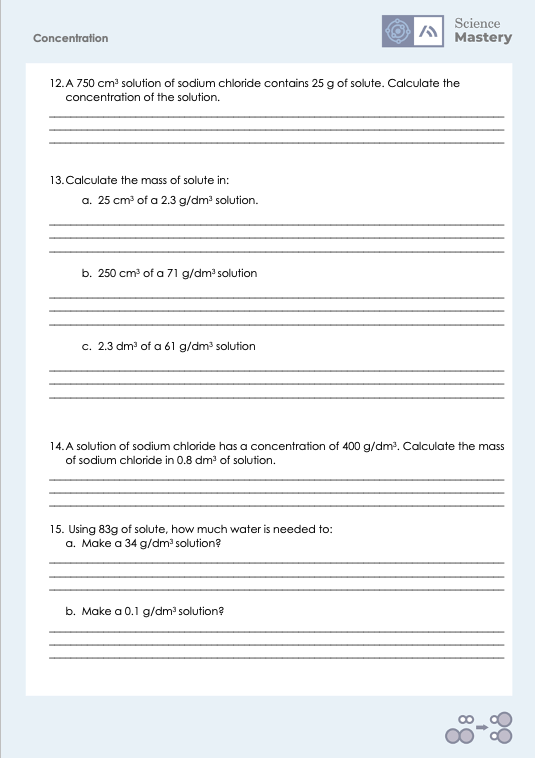 Concentration
Science
Mastery
12. A 750 cm³ solution of sodium chloride contains 25 g of solute. Calculate the
concentration of the solution.
13. Calculate the mass of solute in:
a. 25 cm³ of a 2.3 g/dm³ solution.
b. 250 cm³ of a 71 g/dm³ solution
c. 2.3 dm³ of a 61 g/dm³ solution
14. A solution of sodium chloride has a concentration of 400 g/dm³. Calculate the mass
of sodium chloride in 0.8 dm³ of solution.
15. Using 83g of solute, how much water is needed to:
a. Make a 34 g/dm³ solution?
b. Make a 0.1 g/dm³ solution?